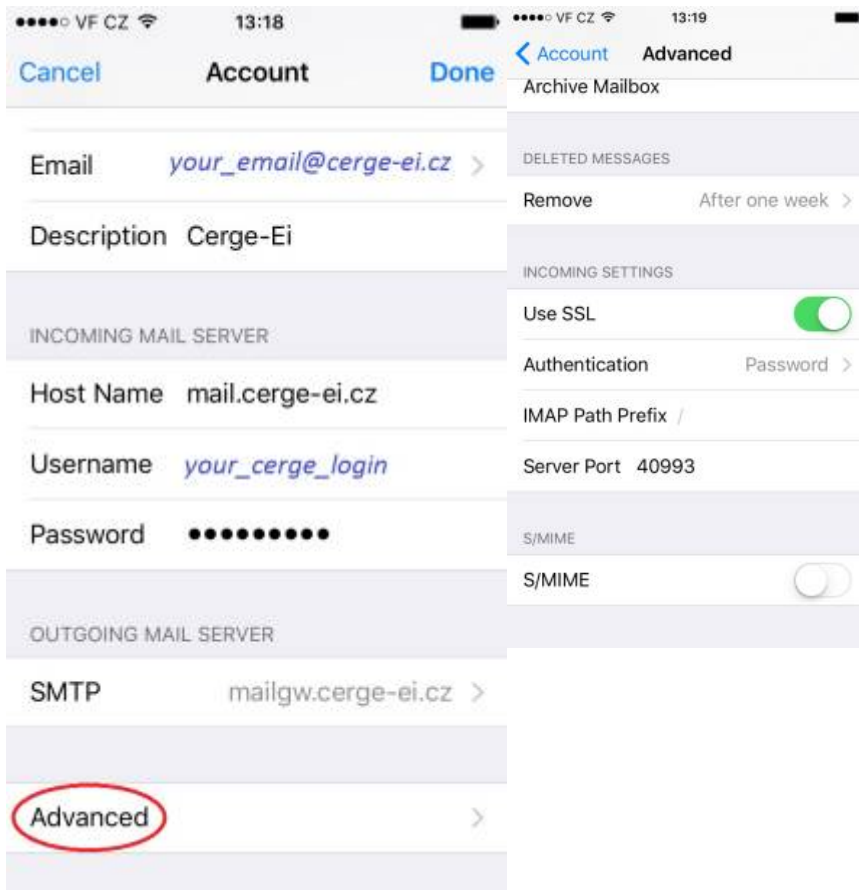 VF CZ 13:18
Cancel Account Done
Email your_email@cerge-ei.cz
Description Cerge-Ei
INCOMING MAIL SERVER
Host Name mail.cerge-ei.cz
Username your_cerge_login
Password •••••••••
OUTGOING MAIL SERVER
SMTP mailgw.cerge-ei.cz
Advanced
VF CZ 13:19
Account Advanced
Archive Mailbox
DELETED MESSAGES
Remove After one week
INCOMING SETTINGS
Use SSL
Authentication Password
IMAP Path Prefix /
Server Port 40993
S/MIME
S/MIME